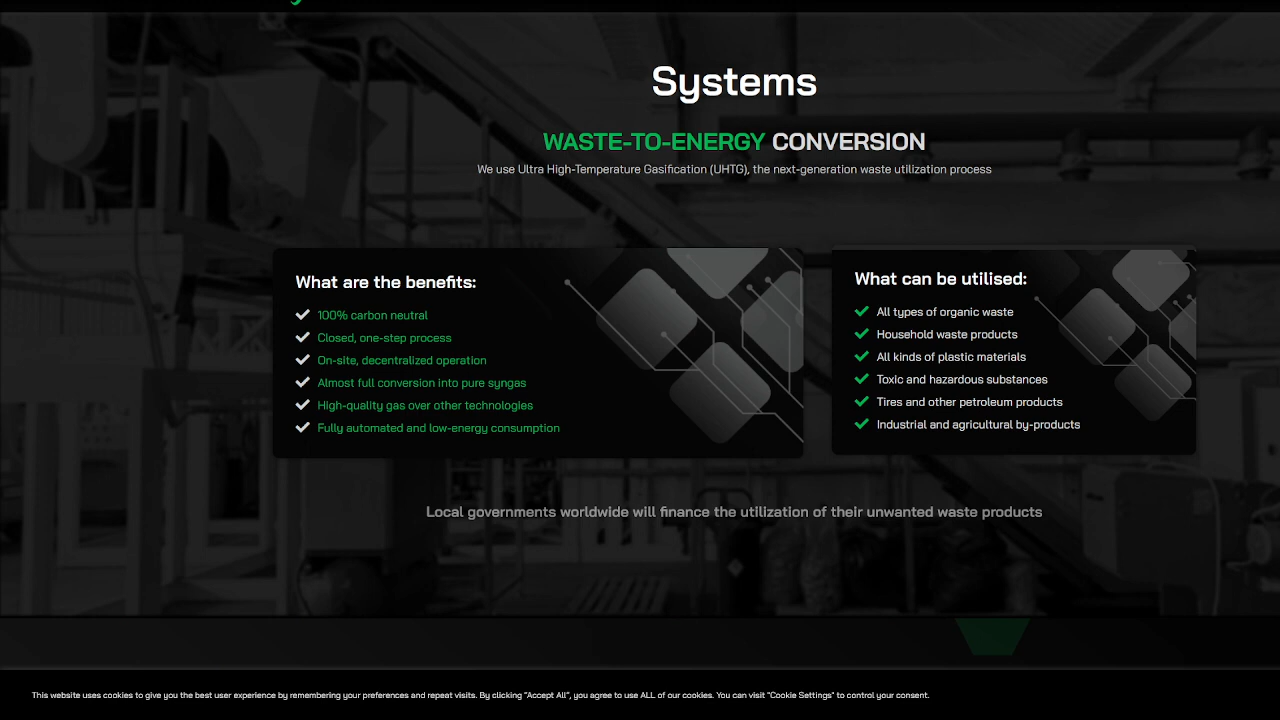 Systems
WASTE-TO-ENERGY CONVERSION
We use Ultra High-Temperature Gasification (UHTG), the next-generation waste utilization process
What are the benefits:
100% carbon neutral
Closed, one-step process
On-site, decentralized operation
Almost full conversion into pure syngas
High-quality gas over other technologies
Fully automated and low-energy consumption
What can be utilised:
All types of organic waste
Household waste products
All kinds of plastic materials
Toxic and hazardous substances
Tires and other petroleum products
Industrial and agricultural by-products
Local governments worldwide will finance the utilization of their unwanted waste products
This website uses cookies to give you the best user experience by remembering your preferences and repeat visits. By clicking "Accept All", you agree to use ALL of our cookies. You can visit "Cookie Settings" to control your consent.